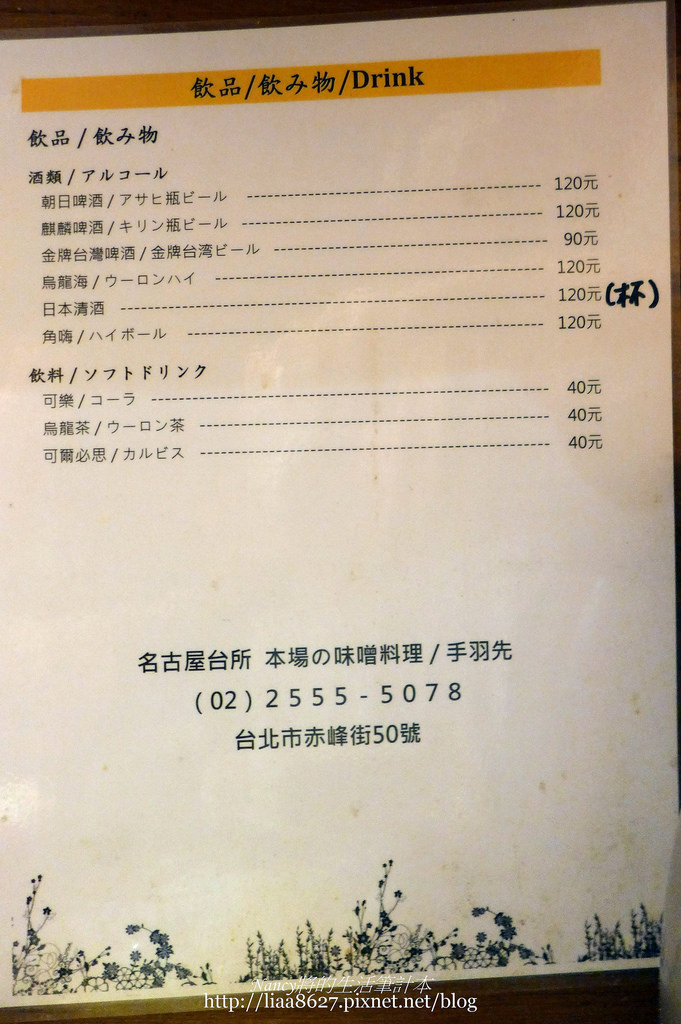 飲品/飲み物/Drink
飲品/飲み物
酒類/アルコール
朝日啤酒/アサヒ瓶ビール ---------------------------------------- 120元
麒麟啤酒/キリン瓶ビール ---------------------------------------- 120元
金牌台灣啤酒/金牌台湾ビール ------------------------------------ 90元
烏龍海/ウーロンハイ -------------------------------------------- 120元
日本清酒 ------------------------------------------------------ 120元(杯)
角嗨/ハイボール ------------------------------------------------ 120元
飲料/ソフトドリンク
可樂/コーラ ---------------------------------------------------- 40元
烏龍茶/ウーロン茶 ---------------------------------------------- 40元
可爾必思/カルピス ---------------------------------------------- 40元
名古屋台所 本場の味噌料理/手羽先
(02)2555-5078
台北市赤峰街50號
Nancy將的生活筆計本
http://liaa8627.pixnet.net/blog